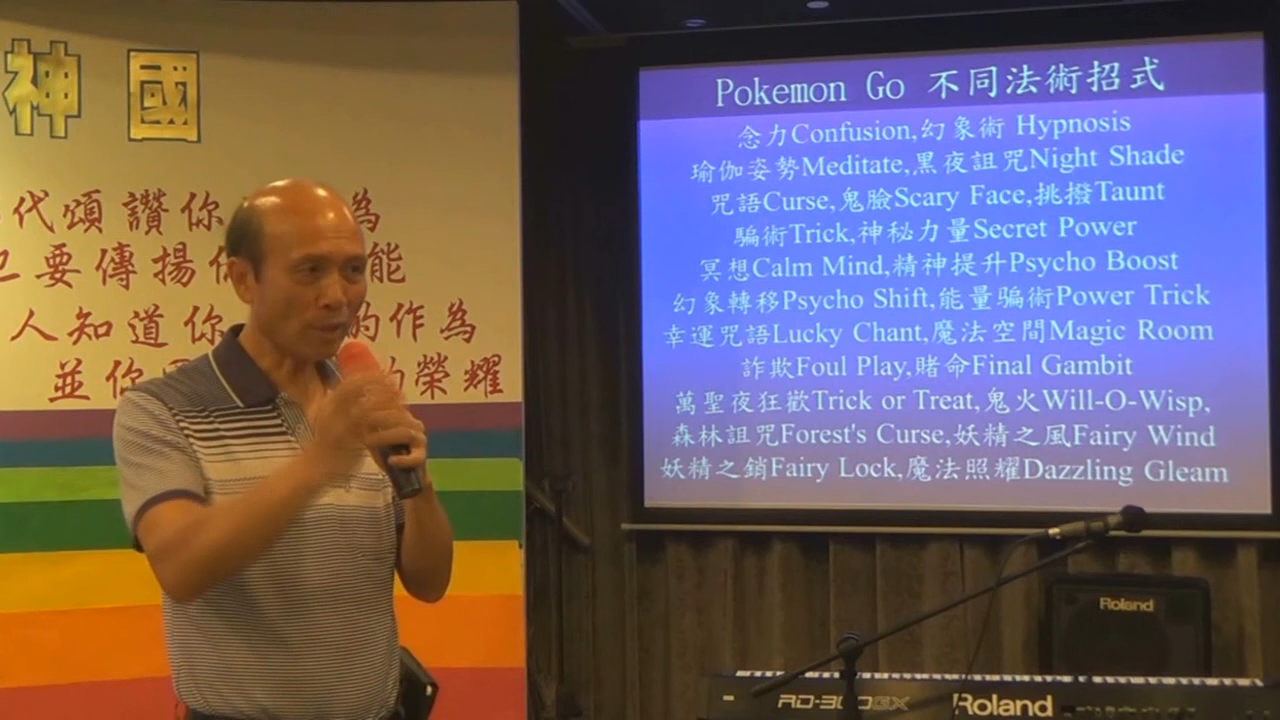 神國
代頌讚你 為
也要傳揚你 能
人知道你 的作為
並你國 的榮耀
Pokemon Go 不同法術招式
念力Confusion,幻象術 Hypnosis
瑜伽姿勢Meditate,黑夜詛咒Night Shade
咒語Curse,鬼臉Scary Face,挑撥Taunt
騙術Trick,神秘力量Secret Power
冥想Calm Mind,精神提升Psycho Boost
幻象轉移Psycho Shift,能量騙術Power Trick
幸運咒語Lucky Chant,魔法空間Magic Room
詐欺Foul Play,賭命Final Gambit
萬聖夜狂歡Trick or Treat,鬼火Will-O-Wisp,
森林詛咒Forest's Curse,妖精之風Fairy Wind
妖精之鎖Fairy Lock,魔法照耀Dazzling Gleam
Roland
RD-300GX Roland